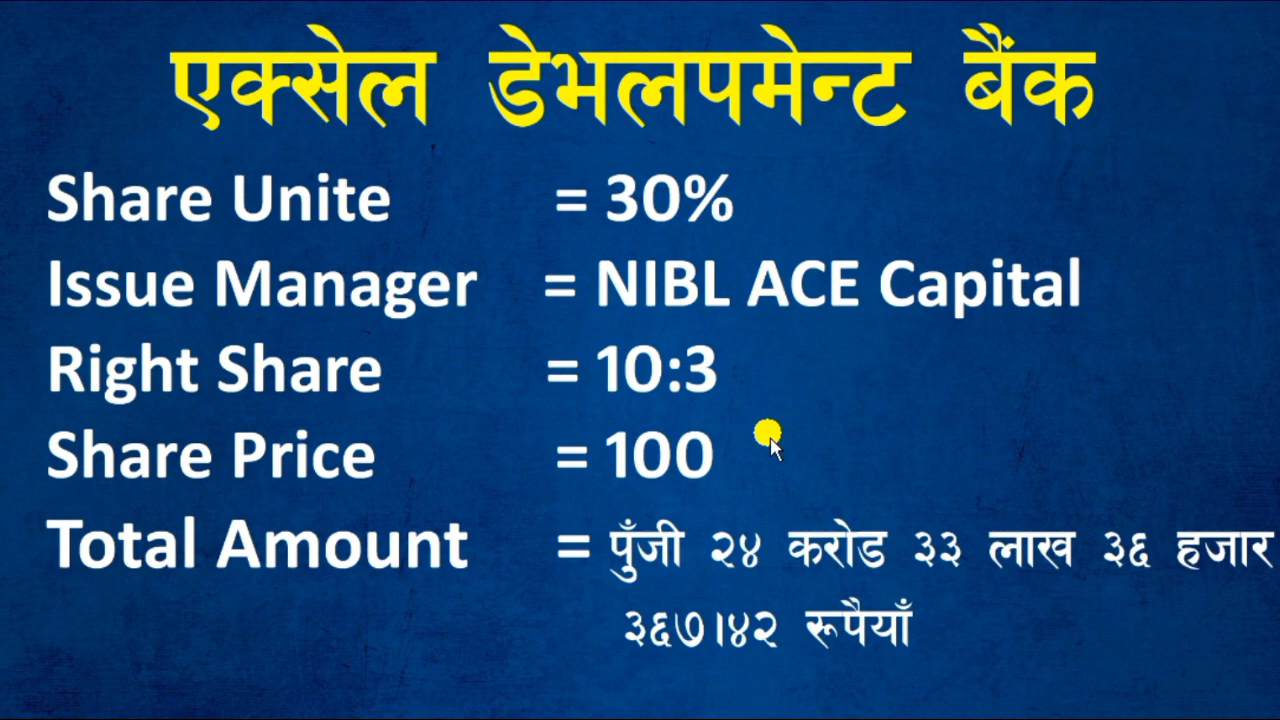 एक्सेल डेभलपमेन्ट बैंक
Share Unite = 30%
Issue Manager = NIBL ACE Capital
Right Share = 10:3
Share Price = 100
Total Amount = पुँजी २४ करोड ३३ लाख ३६ हजार
३६७।४२ रूपैयाँ